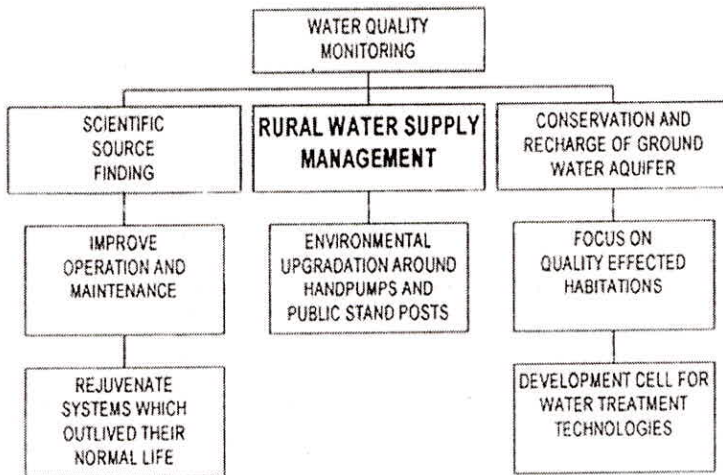 WATER QUALITY
MONITORING
SCIENTIFIC
SOURCE
FINDING
RURAL WATER SUPPLY
MANAGEMENT
CONSERVATION AND
RECHARGE OF GROUND
WATER AQUIFER
IMPROVE
OPERATION AND
MAINTENANCE
ENVIRONMENTAL
UPGRADATION AROUND
HANDPUMPS AND
PUBLIC STAND POSTS
FOCUS ON
QUALITY EFFECTED
HABITATIONS
REJUVENATE
SYSTEMS WHICH
OUTLIVED THEIR
NORMAL LIFE
DEVELOPMENT CELL FOR
WATER TREATMENT
TECHNOLOGIES